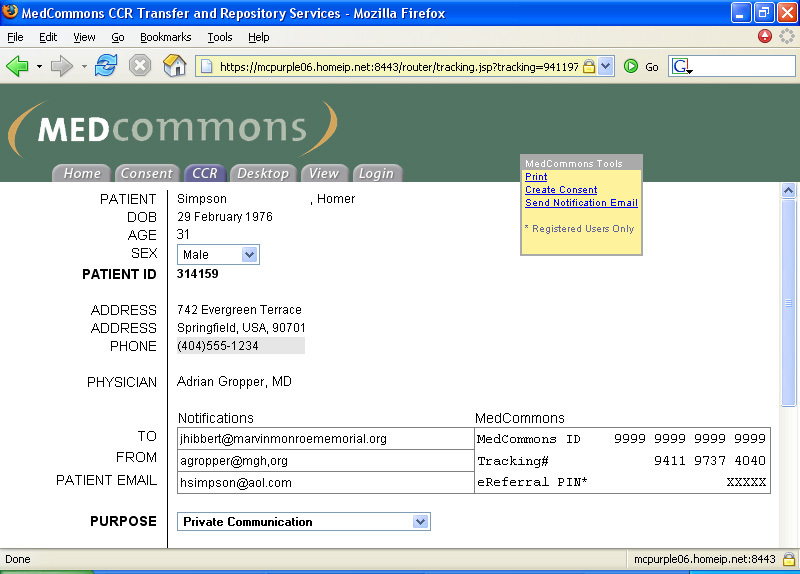 MedCommons CCR Transfer and Repository Services - Mozilla Firefox
File Edit View Go Bookmarks Tools Help
https://mcpurple06.homeip.net:8443/router/tracking.jsp?tracking=941197 Go G
MEDcommons
Home Consent CCR Desktop View Login
MedCommons Tools
Print
Create Consent
Send Notification Email
* Registered Users Only
PATIENT Simpson , Homer
DOB 29 February 1976
AGE 31
SEX Male
PATIENT ID 314159
ADDRESS 742 Evergreen Terrace
ADDRESS Springfield, USA, 90701
PHONE (404)555-1234
PHYSICIAN Adrian Gropper, MD
Notifications MedCommons
TO jhibbert@marvinmonroememorial.org MedCommons ID 9999 9999 9999 9999
FROM agropper@mgh,org Tracking# 9411 9737 4040
PATIENT EMAIL hsimpson@aol.com eReferral PIN* XXXXX
PURPOSE Private Communication
Done mcpurple06.homeip.net:8443